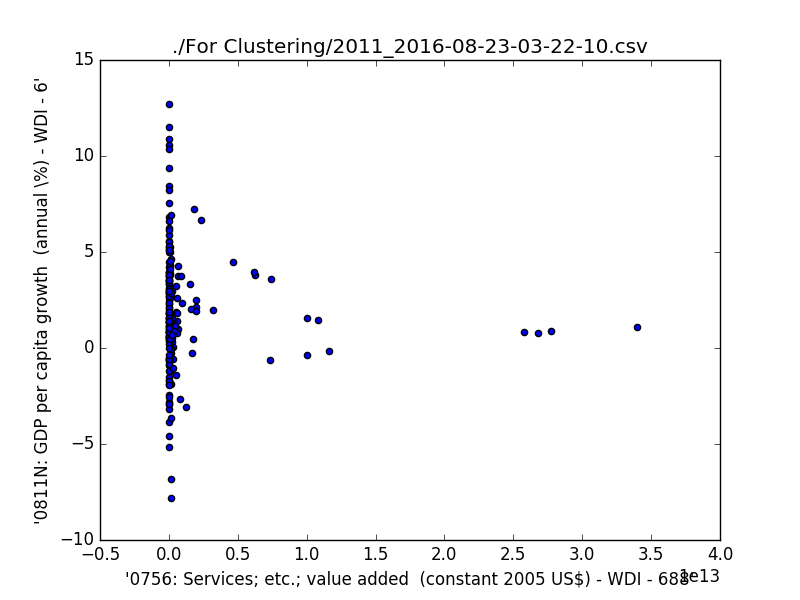 ./For Clustering/2011_2016-08-23-03-22-10.csv
15
10
5
0
−5
−10
'0811N: GDP per capita growth (annual \%) - WDI - 6'
−0.5 0.0 0.5 1.0 1.5 2.0 2.5 3.0 3.5 4.0
1e13
'0756: Services; etc.; value added (constant 2005 US$) - WDI - 688'